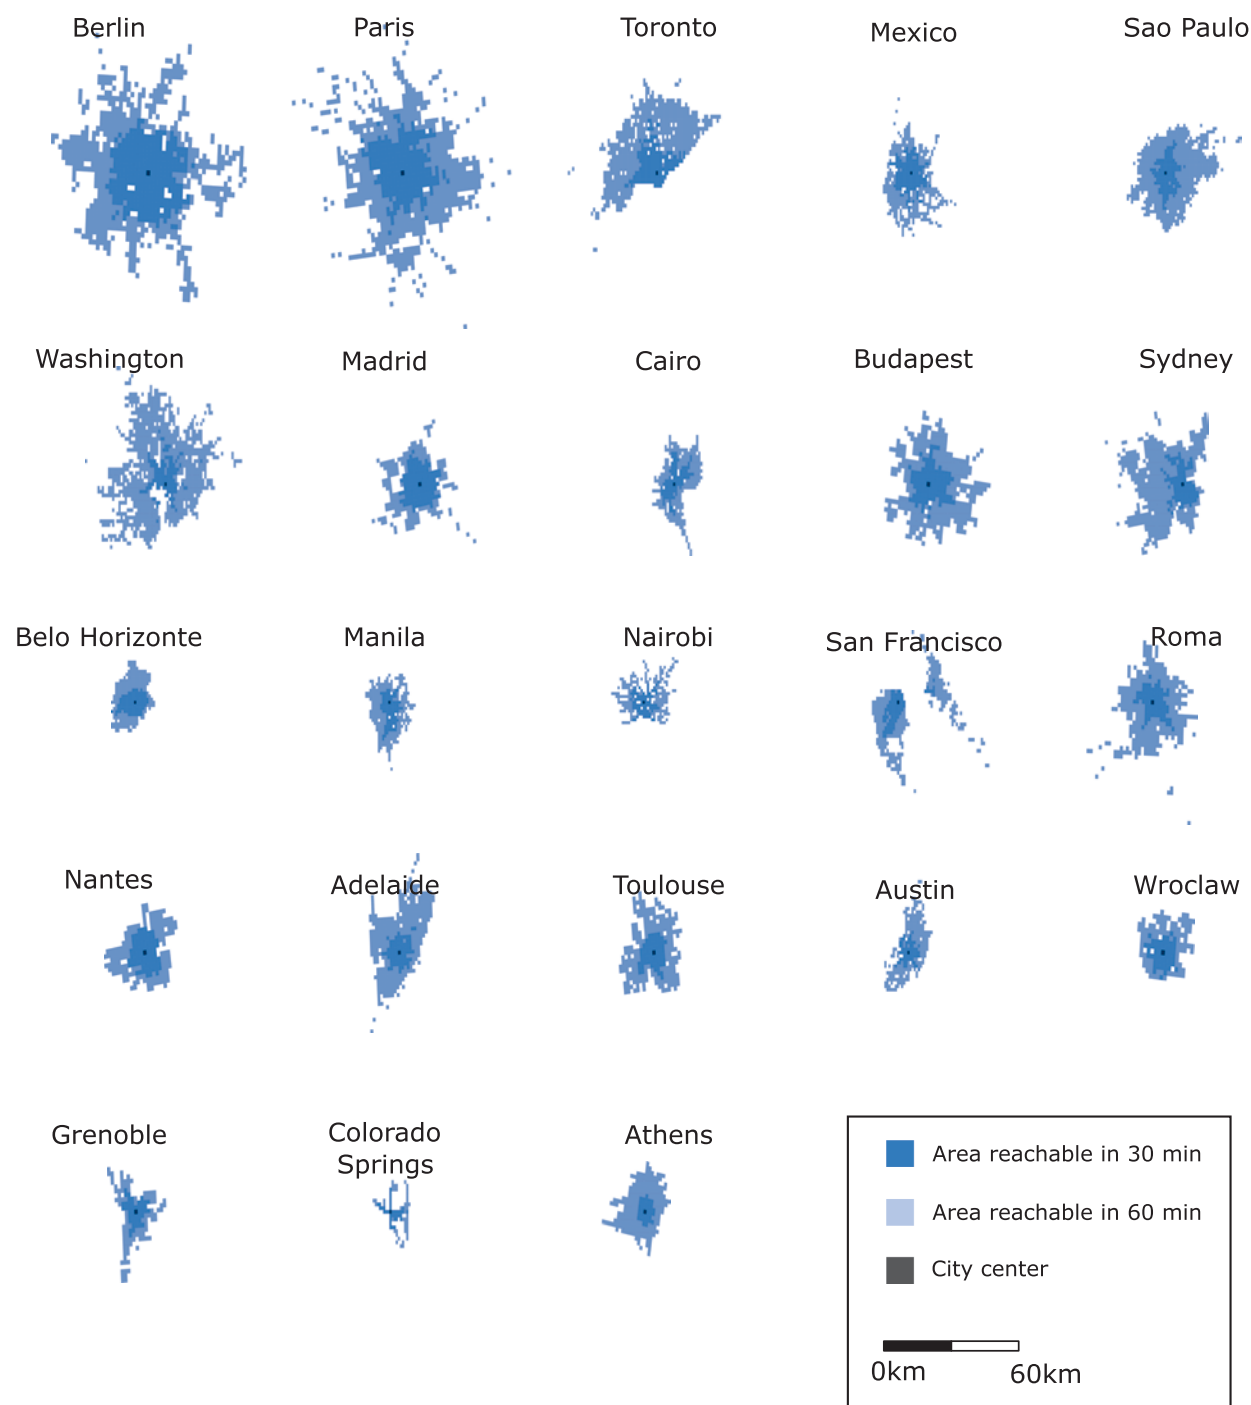 Berlin
Paris
Toronto
Mexico
Sao Paulo
Washington
Madrid
Cairo
Budapest
Sydney
Belo Horizonte
Manila
Nairobi
San Francisco
Roma
Nantes
Adelaide
Toulouse
Austin
Wroclaw
Grenoble
Colorado
Springs
Athens
Area reachable in 30 min
Area reachable in 60 min
City center
0km
60km